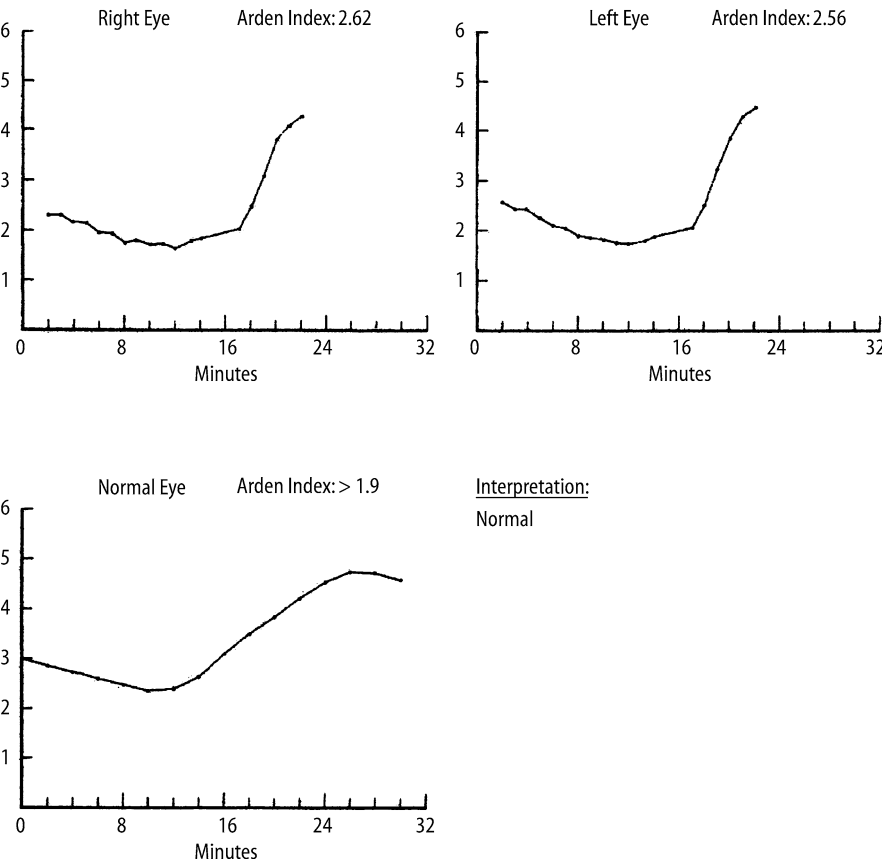 Right Eye Arden Index: 2.62
6
5
4
3
2
1
0 8 16 24 32
Minutes
Left Eye Arden Index: 2.56
6
5
4
3
2
1
0 8 16 24 32
Minutes
Normal Eye Arden Index: > 1.9
6
5
4
3
2
1
0 8 16 24 32
Minutes
Interpretation:
Normal